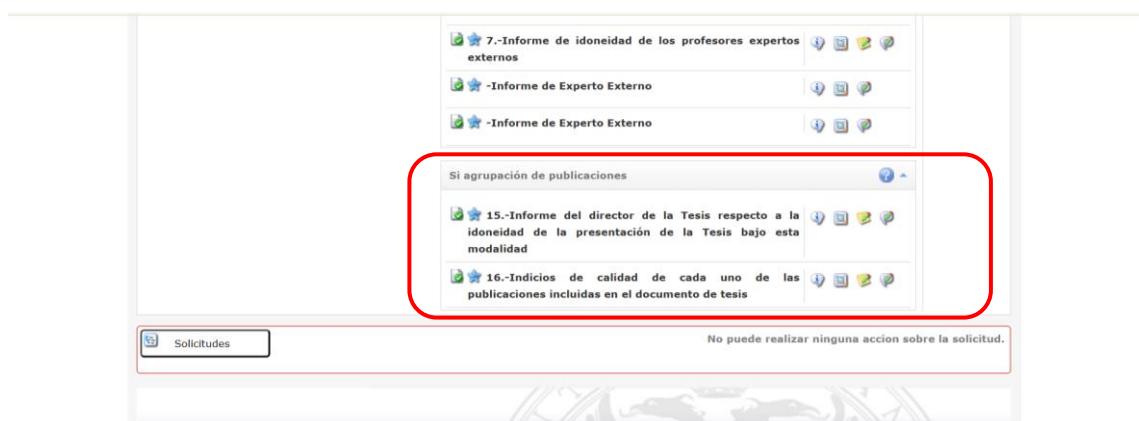 7.-Informe de idoneidad de los profesores expertos
externos
-Informe de Experto Externo
-Informe de Experto Externo
Si agrupación de publicaciones
15.-Informe del director de la Tesis respecto a la
idoneidad de la presentación de la Tesis bajo esta
modalidad
16.-Indicios de calidad de cada uno de las
publicaciones incluidas en el documento de tesis
Solicitudes
No puede realizar ninguna accion sobre la solicitud.